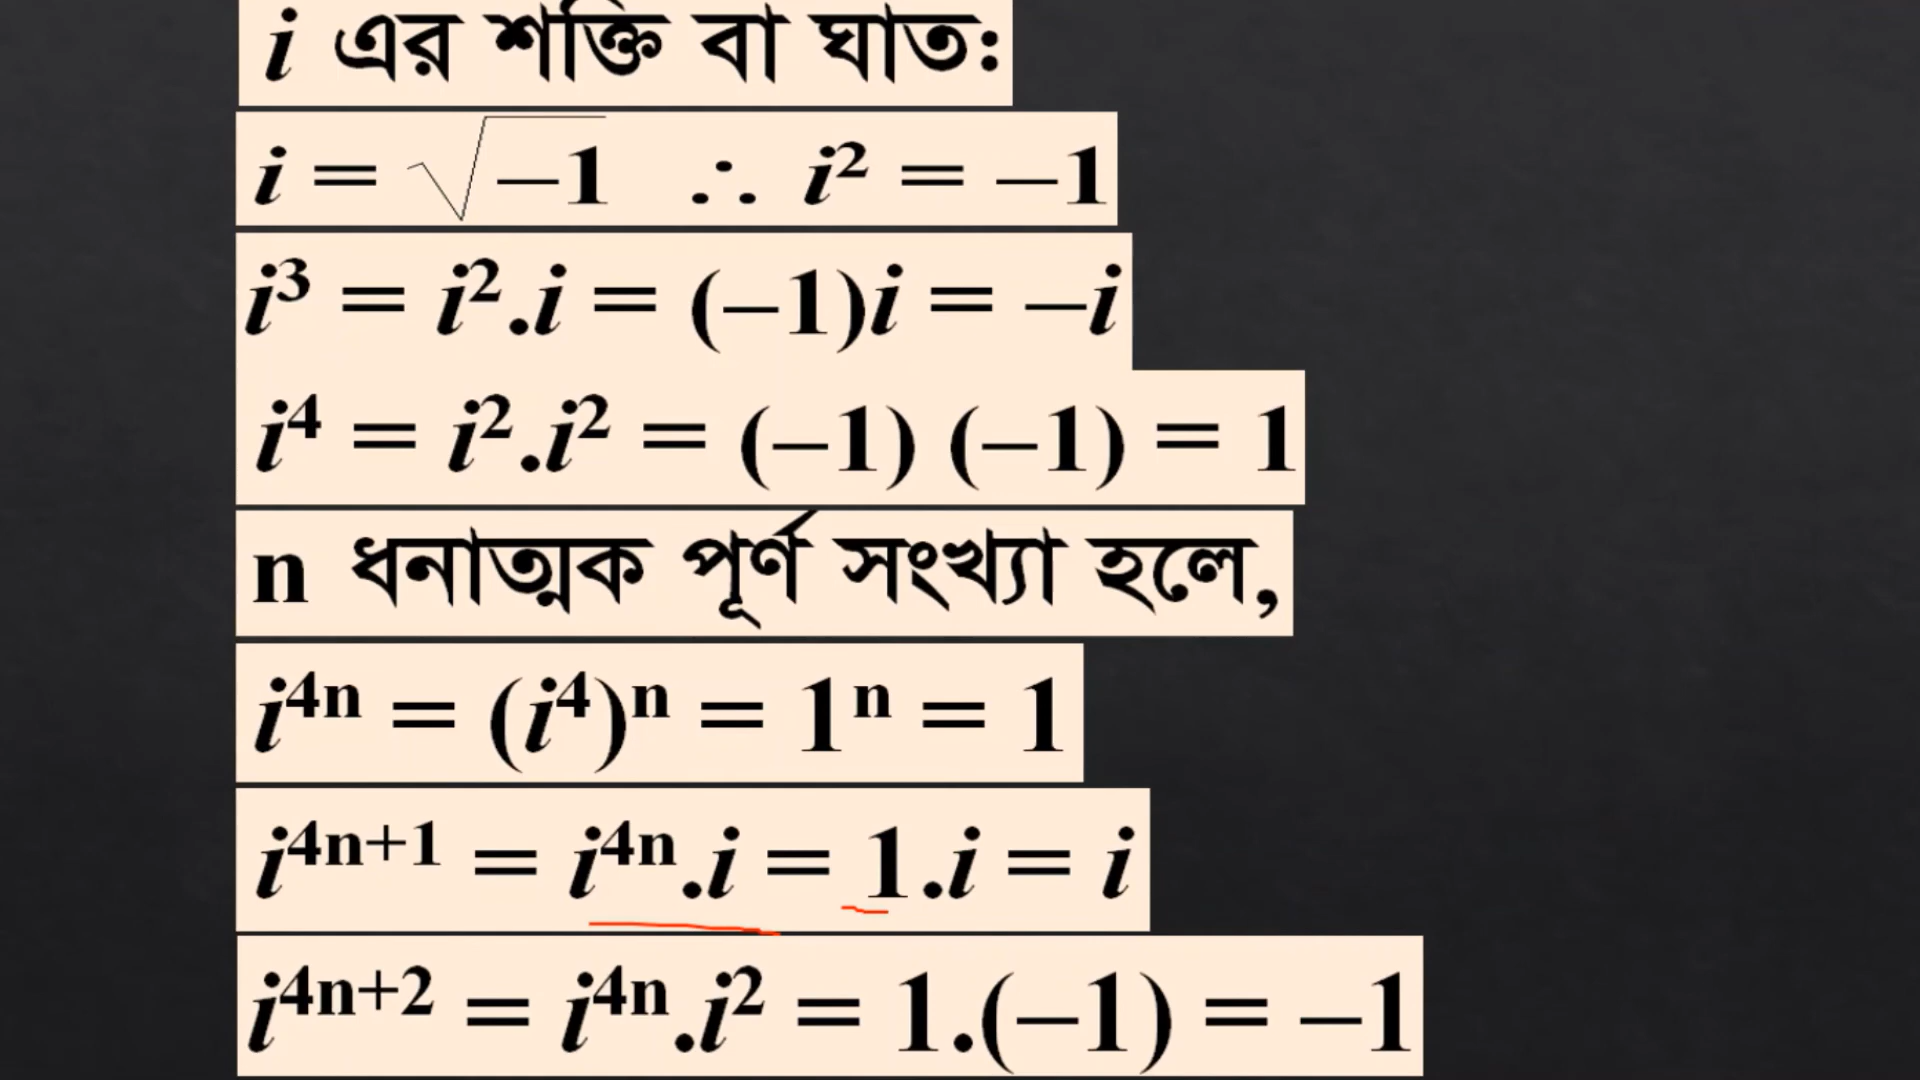 i এর শক্তি বা ঘাতঃ
i = √−1 ∴ i² = −1
i³ = i².i = (−1)i = −i
i⁴ = i².i² = (−1) (−1) = 1
n ধনাত্মক পূর্ণ সংখ্যা হলে,
i⁴ⁿ = (i⁴)ⁿ = 1ⁿ = 1
i⁴ⁿ⁺¹ = i⁴ⁿ.i = 1.i = i
i⁴ⁿ⁺² = i⁴ⁿ.i² = 1.(−1) = −1